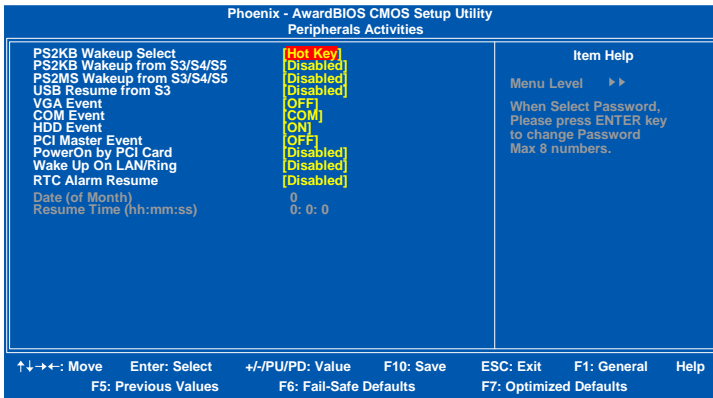 Phoenix - AwardBIOS CMOS Setup Utility
Peripherals Activities
PS2KB Wakeup Select [Hot Key]
PS2KB Wakeup from S3/S4/S5 [Disabled]
PS2MS Wakeup from S3/S4/S5 [Disabled]
USB Resume from S3 [Disabled]
VGA Event [OFF]
COM Event [COM]
HDD Event [ON]
PCI Master Event [OFF]
PowerOn by PCI Card [Disabled]
Wake Up On LAN/Ring [Disabled]
RTC Alarm Resume [Disabled]
Date (of Month) 0
Resume Time (hh:mm:ss) 0: 0: 0
Item Help
Menu Level ►►
When Select Password,
Please press ENTER key
to change Password
Max 8 numbers.
↑↓→←: Move Enter: Select +/-/PU/PD: Value F10: Save ESC: Exit F1: General Help
F5: Previous Values F6: Fail-Safe Defaults F7: Optimized Defaults